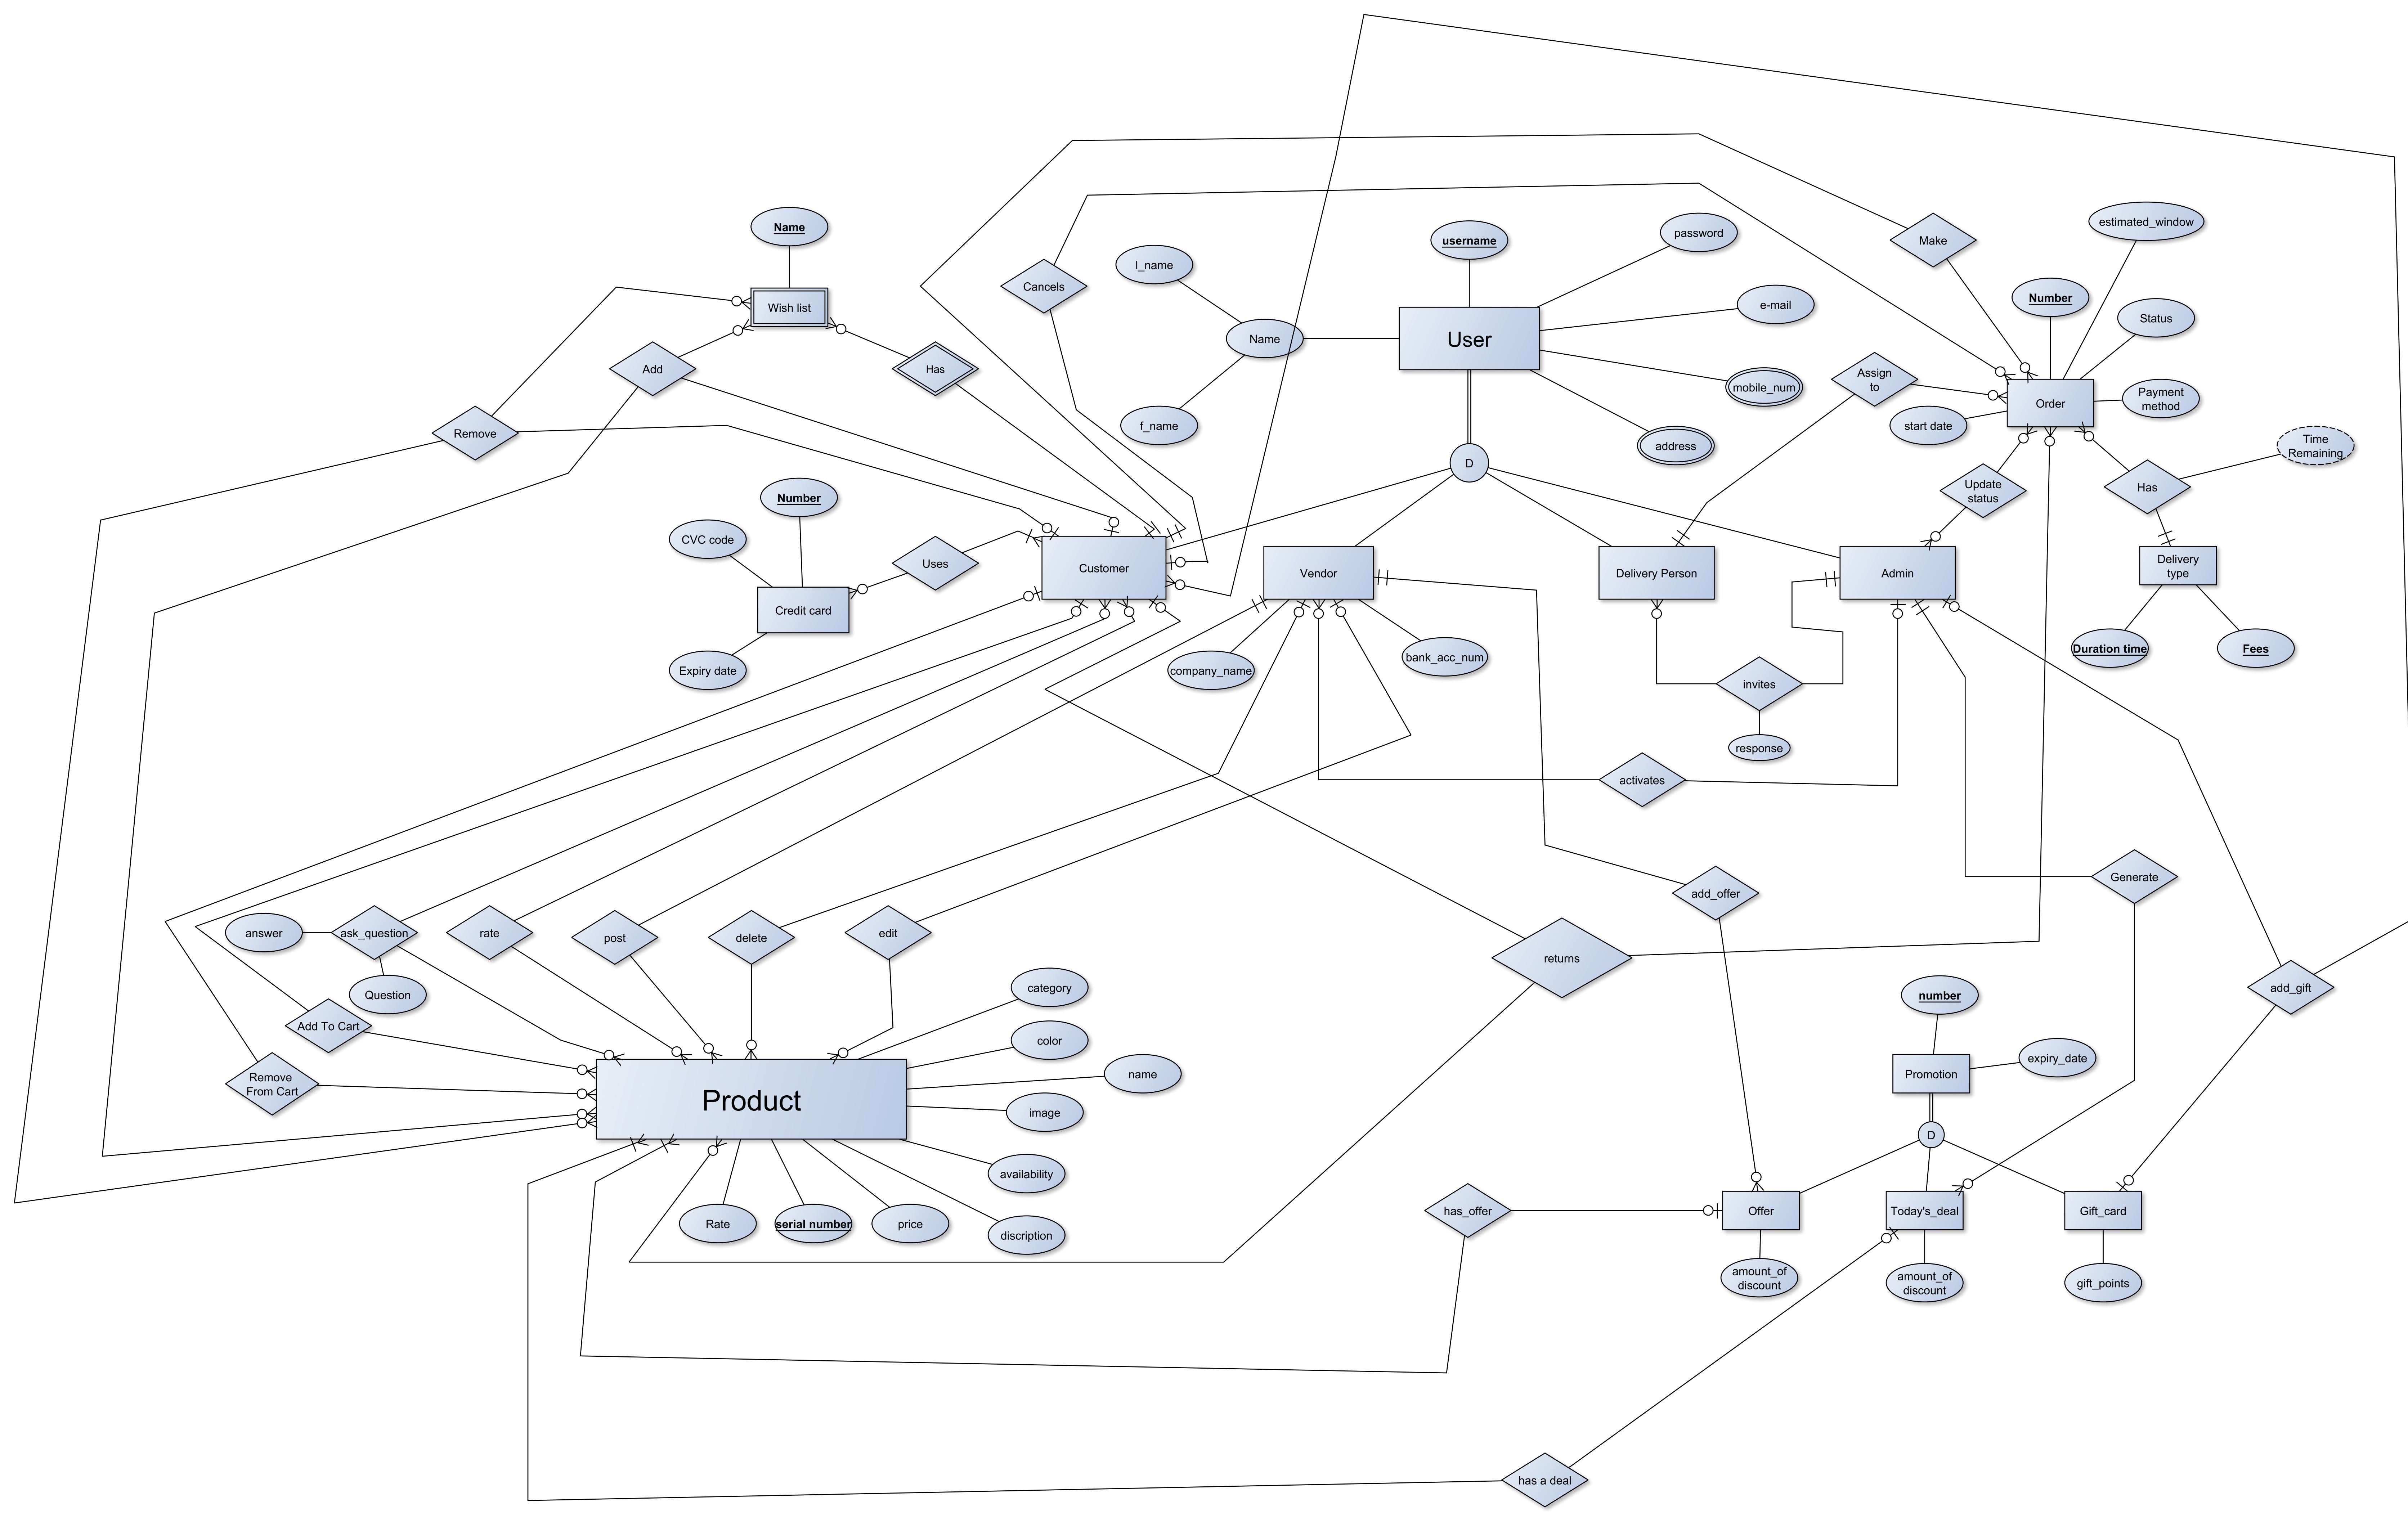 estimated_window
Name
l_name
username
password
Make
Cancels
Number
Wish list
e-mail
Status
Name
User
Add
Has
mobile_num
Assign
to
Payment
method
Order
f_name
start date
Remove
address
Time
Remaining
D
Number
Update
status
Has
CVC code
Uses
Customer
Vendor
Delivery Person
Admin
Delivery
type
Credit card
Expiry date
company_name
bank_acc_num
invites
Duration time
Fees
response
activates
Generate
add_offer
answer
ask_question
rate
post
delete
edit
returns
Question
category
add_gift
number
Add To Cart
color
expiry_date
Remove
From Cart
Product
name
Promotion
image
D
availability
Rate
serial number
price
discription
has_offer
Offer
Today's_deal
Gift_card
amount_of
discount
amount_of
discount
gift_points
has a deal